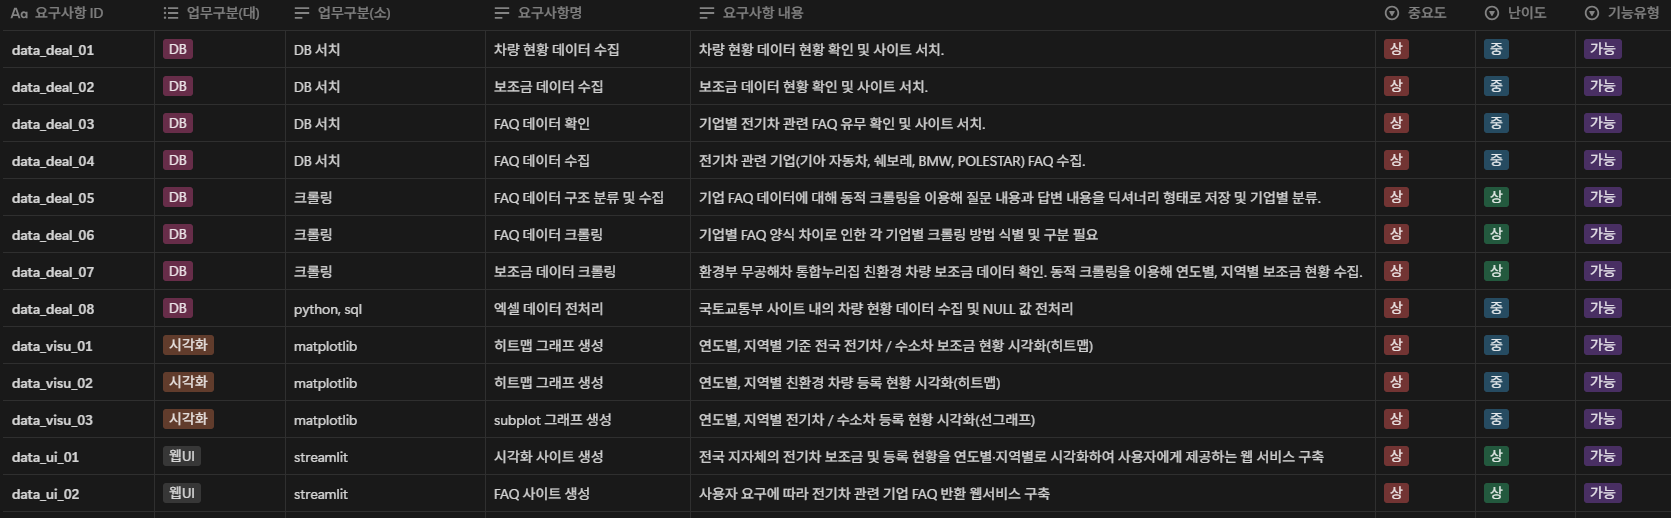 Aa 요구사항 ID 업무구분(대) 업무구분(소) 요구사항명 요구사항 내용 중요도 난이도 기능유형
data_deal_01 DB DB 서치 차량 현황 데이터 수집 차량 현황 데이터 현황 확인 및 사이트 서치. 상 중 가능
data_deal_02 DB DB 서치 보조금 데이터 수집 보조금 데이터 현황 확인 및 사이트 서치. 상 중 가능
data_deal_03 DB DB 서치 FAQ 데이터 확인 기업별 전기차 관련 FAQ 유무 확인 및 사이트 서치. 상 중 가능
data_deal_04 DB DB 서치 FAQ 데이터 수집 전기차 관련 기업(기아 자동차, 쉐보레, BMW, POLESTAR) FAQ 수집. 상 중 가능
data_deal_05 DB 크롤링 FAQ 데이터 구조 분류 및 수집 기업 FAQ 데이터에 대해 동적 크롤링을 이용해 질문 내용과 답변 내용을 딕셔너리 형태로 저장 및 기업별 분류. 상 상 가능
data_deal_06 DB 크롤링 FAQ 데이터 크롤링 기업별 FAQ 양식 차이로 인한 각 기업별 크롤링 방법 식별 및 구분 필요 상 상 가능
data_deal_07 DB 크롤링 보조금 데이터 크롤링 환경부 무공해차 통합누리집 친환경 차량 보조금 데이터 확인. 동적 크롤링을 이용해 연도별, 지역별 보조금 현황 수집. 상 상 가능
data_deal_08 DB python, sql 엑셀 데이터 전처리 국토교통부 사이트 내의 차량 현황 데이터 수집 및 NULL 값 전처리 상 중 가능
data_visu_01 시각화 matplotlib 히트맵 그래프 생성 연도별, 지역별 기준 전국 전기차 / 수소차 보조금 현황 시각화(히트맵) 상 중 가능
data_visu_02 시각화 matplotlib 히트맵 그래프 생성 연도별, 지역별 친환경 차량 등록 현황 시각화(히트맵) 상 중 가능
data_visu_03 시각화 matplotlib subplot 그래프 생성 연도별, 지역별 전기차 / 수소차 등록 현황 시각화(선그래프) 상 중 가능
data_ui_01 웹UI streamlit 시각화 사이트 생성 전국 지자체의 전기차 보조금 및 등록 현황을 연도별·지역별로 시각화하여 사용자에게 제공하는 웹 서비스 구축 상 상 가능
data_ui_02 웹UI streamlit FAQ 사이트 생성 사용자 요구에 따라 전기차 관련 기업 FAQ 반환 웹서비스 구축 상 상 가능